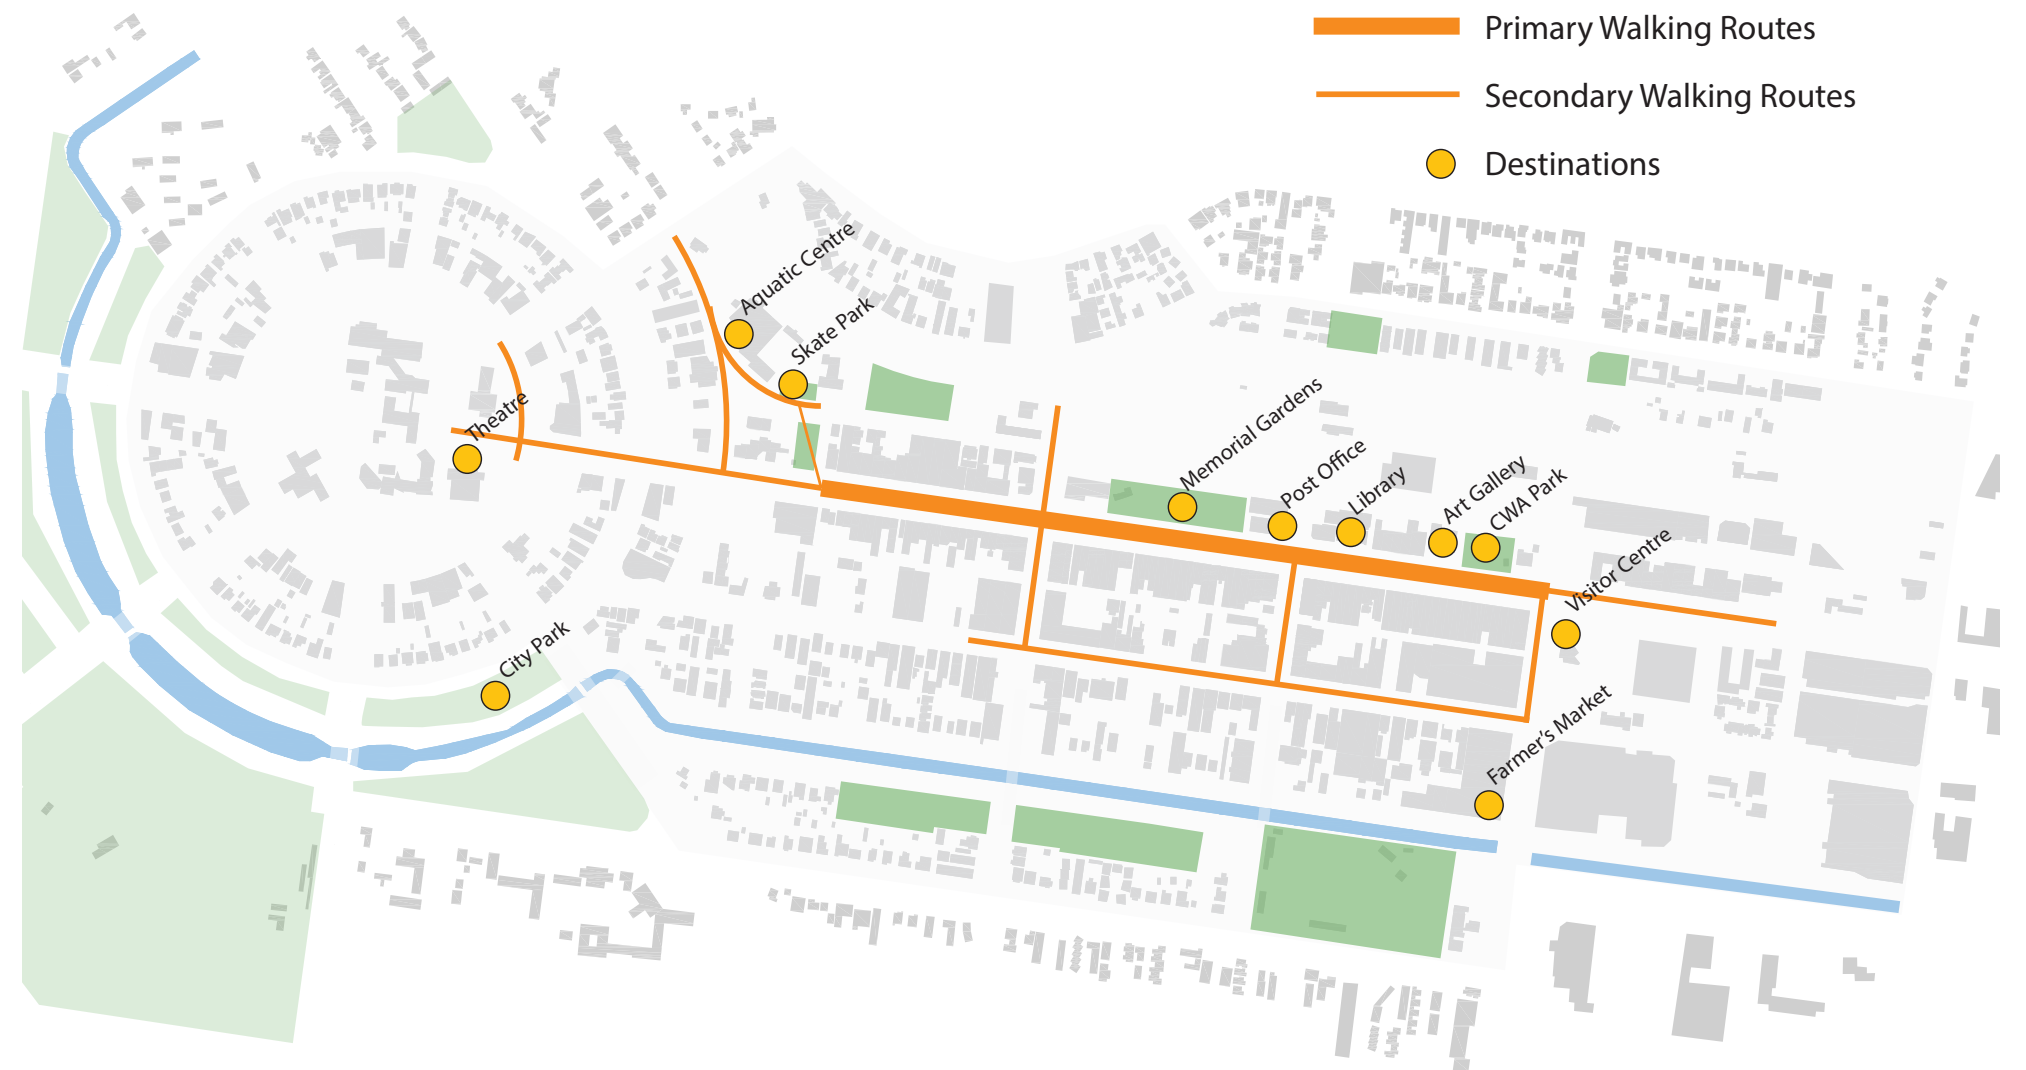 Primary Walking Routes
Secondary Walking Routes
Destinations
Aquatic Centre
Skate Park
Theatre
Memorial Gardens
Post Office
Library
Art Gallery
CWA Park
Visitor Centre
City Park
Farmer's Market